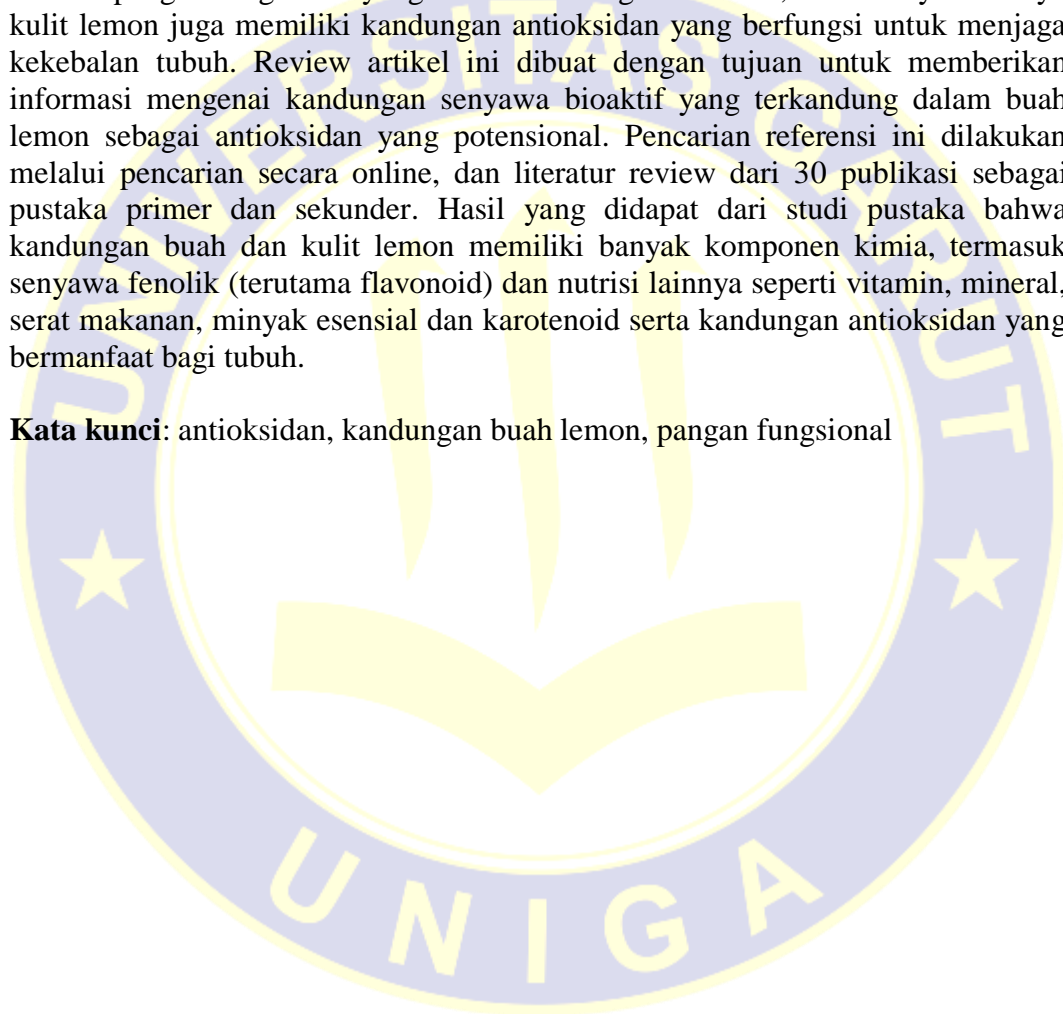 kulit lemon juga memiliki kandungan antioksidan yang berfungsi untuk menjaga
kekebalan tubuh. Review artikel ini dibuat dengan tujuan untuk memberikan
informasi mengenai kandungan senyawa bioaktif yang terkandung dalam buah
lemon sebagai antioksidan yang potensional. Pencarian referensi ini dilakukan
melalui pencarian secara online, dan literatur review dari 30 publikasi sebagai
pustaka primer dan sekunder. Hasil yang didapat dari studi pustaka bahwa
kandungan buah dan kulit lemon memiliki banyak komponen kimia, termasuk
senyawa fenolik (terutama flavonoid) dan nutrisi lainnya seperti vitamin, mineral,
serat makanan, minyak esensial dan karotenoid serta kandungan antioksidan yang
bermanfaat bagi tubuh.
Kata kunci: antioksidan, kandungan buah lemon, pangan fungsional
UNIVERSITAS GARUT
UNIGA